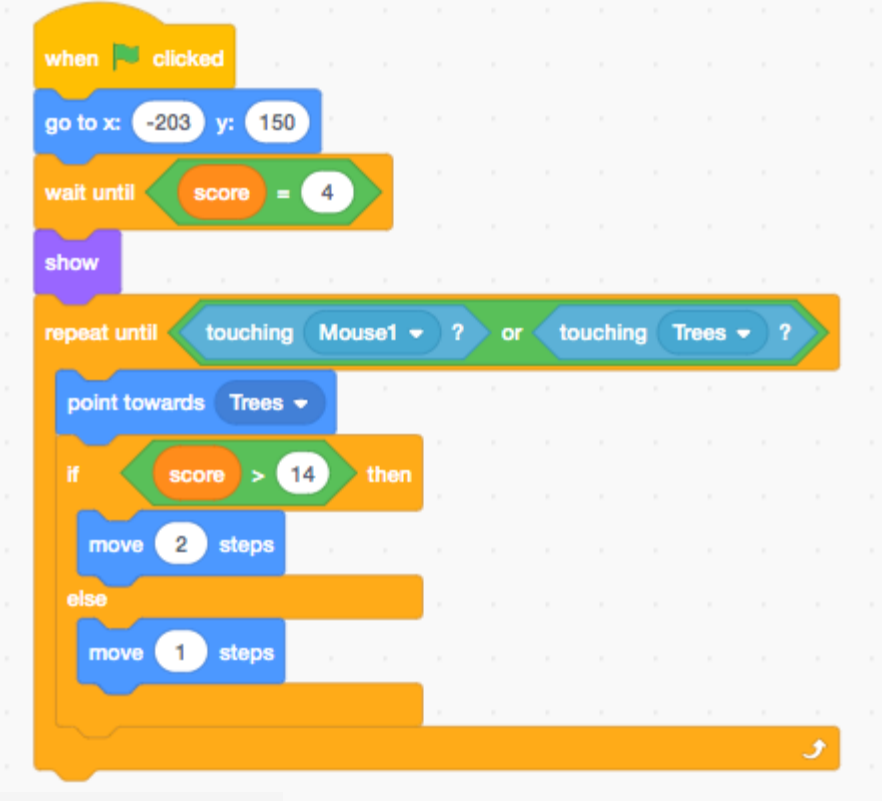 when clicked
go to x: -203 y: 150
wait until score = 4
show
repeat until touching Mouse1 ? or touching Trees ?
point towards Trees
if score > 14 then
move 2 steps
else
move 1 steps